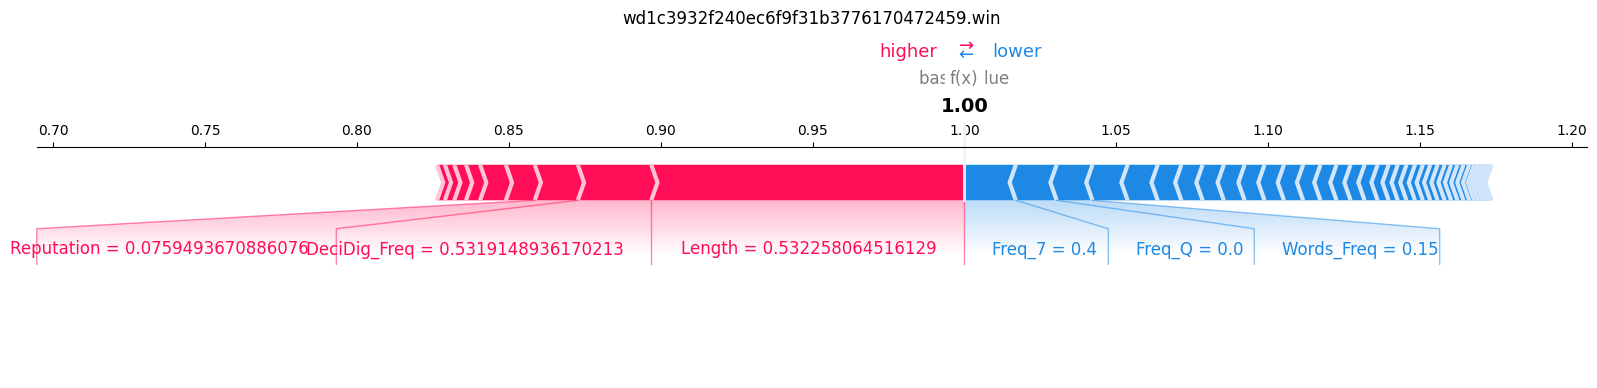 wd1c3932f240ec6f9f31b3776170472459.win
higher ⇄ lower
f(x)
1.00
0.70 0.75 0.80 0.85 0.90 0.95 1.00 1.05 1.10 1.15 1.20
Reputation = 0.0759493670886076 DeciDig_Freq = 0.5319148936170213 Length = 0.532258064516129 Freq_7 = 0.4 Freq_Q = 0.0 Words_Freq = 0.15